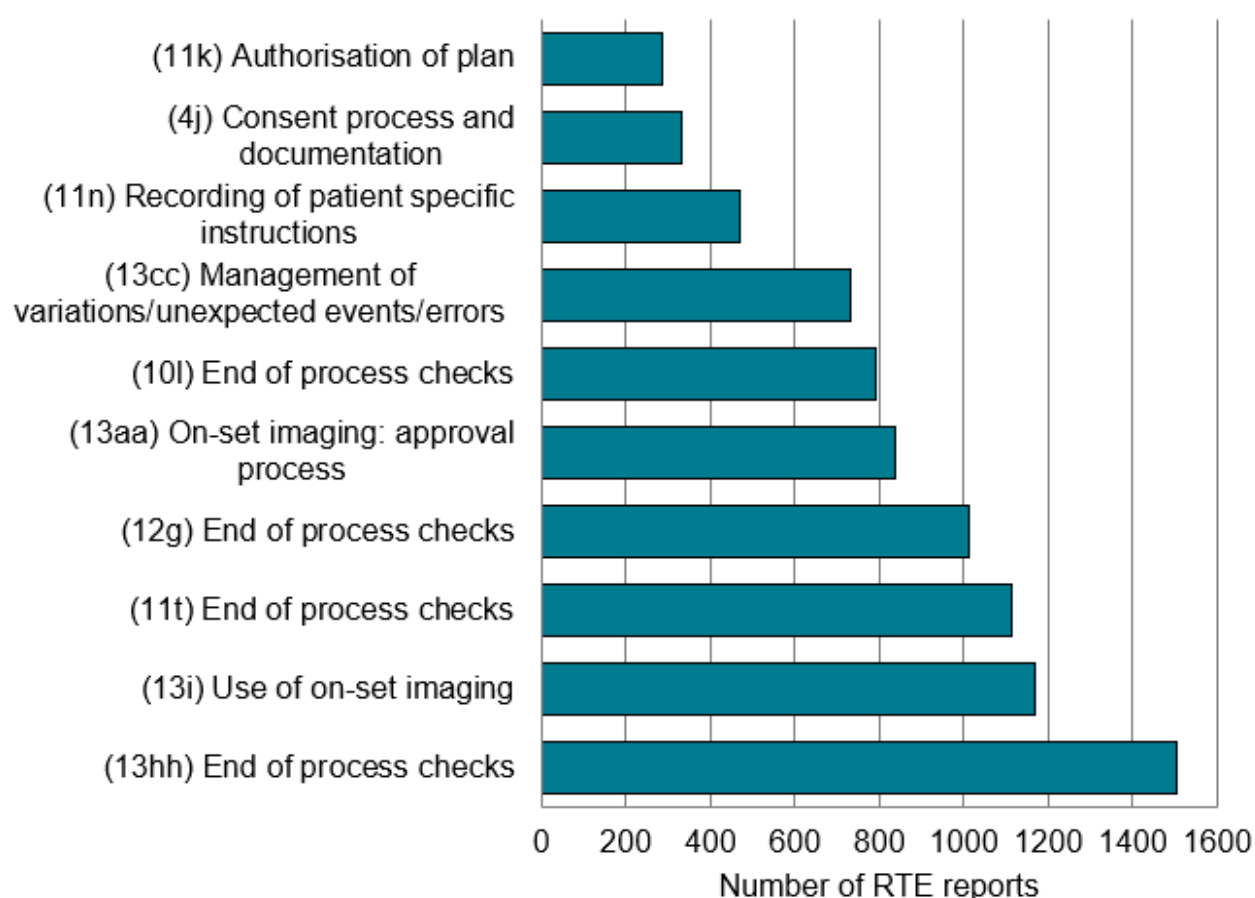 (11k) Authorisation of plan
(4j) Consent process and
documentation
(11n) Recording of patient specific
instructions
(13cc) Management of
variations/unexpected events/errors
(10l) End of process checks
(13aa) On-set imaging: approval
process
(12g) End of process checks
(11t) End of process checks
(13i) Use of on-set imaging
(13hh) End of process checks
0 200 400 600 800 1000 1200 1400 1600
Number of RTE reports